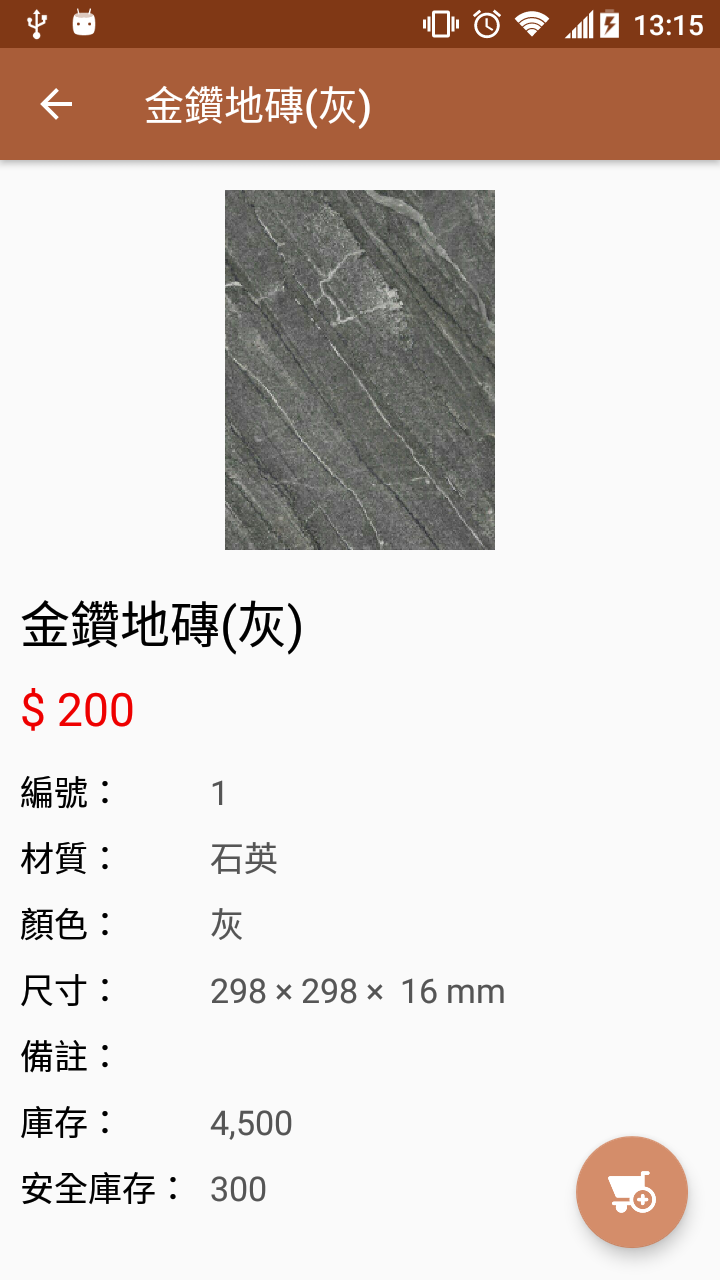 13:15
金鑽地磚(灰)
金鑽地磚(灰)
$ 200
編號： 1
材質： 石英
顏色： 灰
尺寸： 298 × 298 × 16 mm
備註：
庫存： 4,500
安全庫存： 300